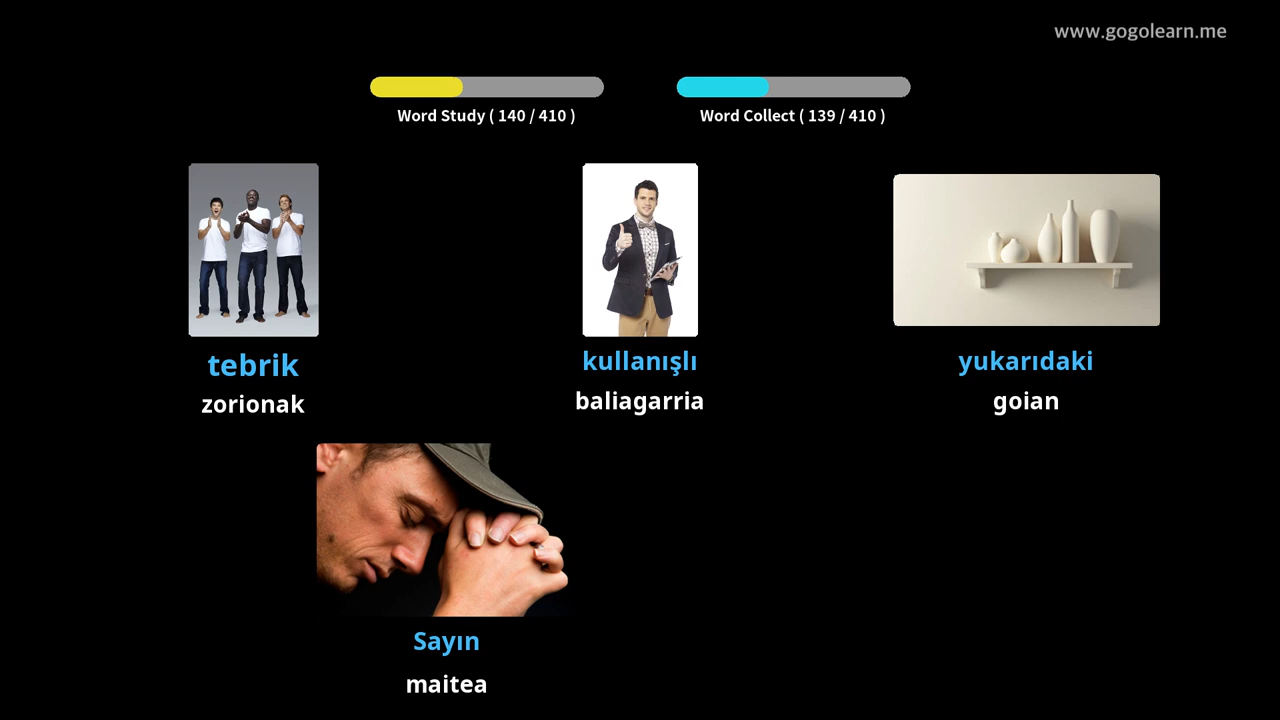 www.gogolearn.me
Word Study ( 140 / 410 )
Word Collect ( 139 / 410 )
tebrik
zorionak
kullanışlı
baliagarria
yukarıdaki
goian
Sayın
maitea